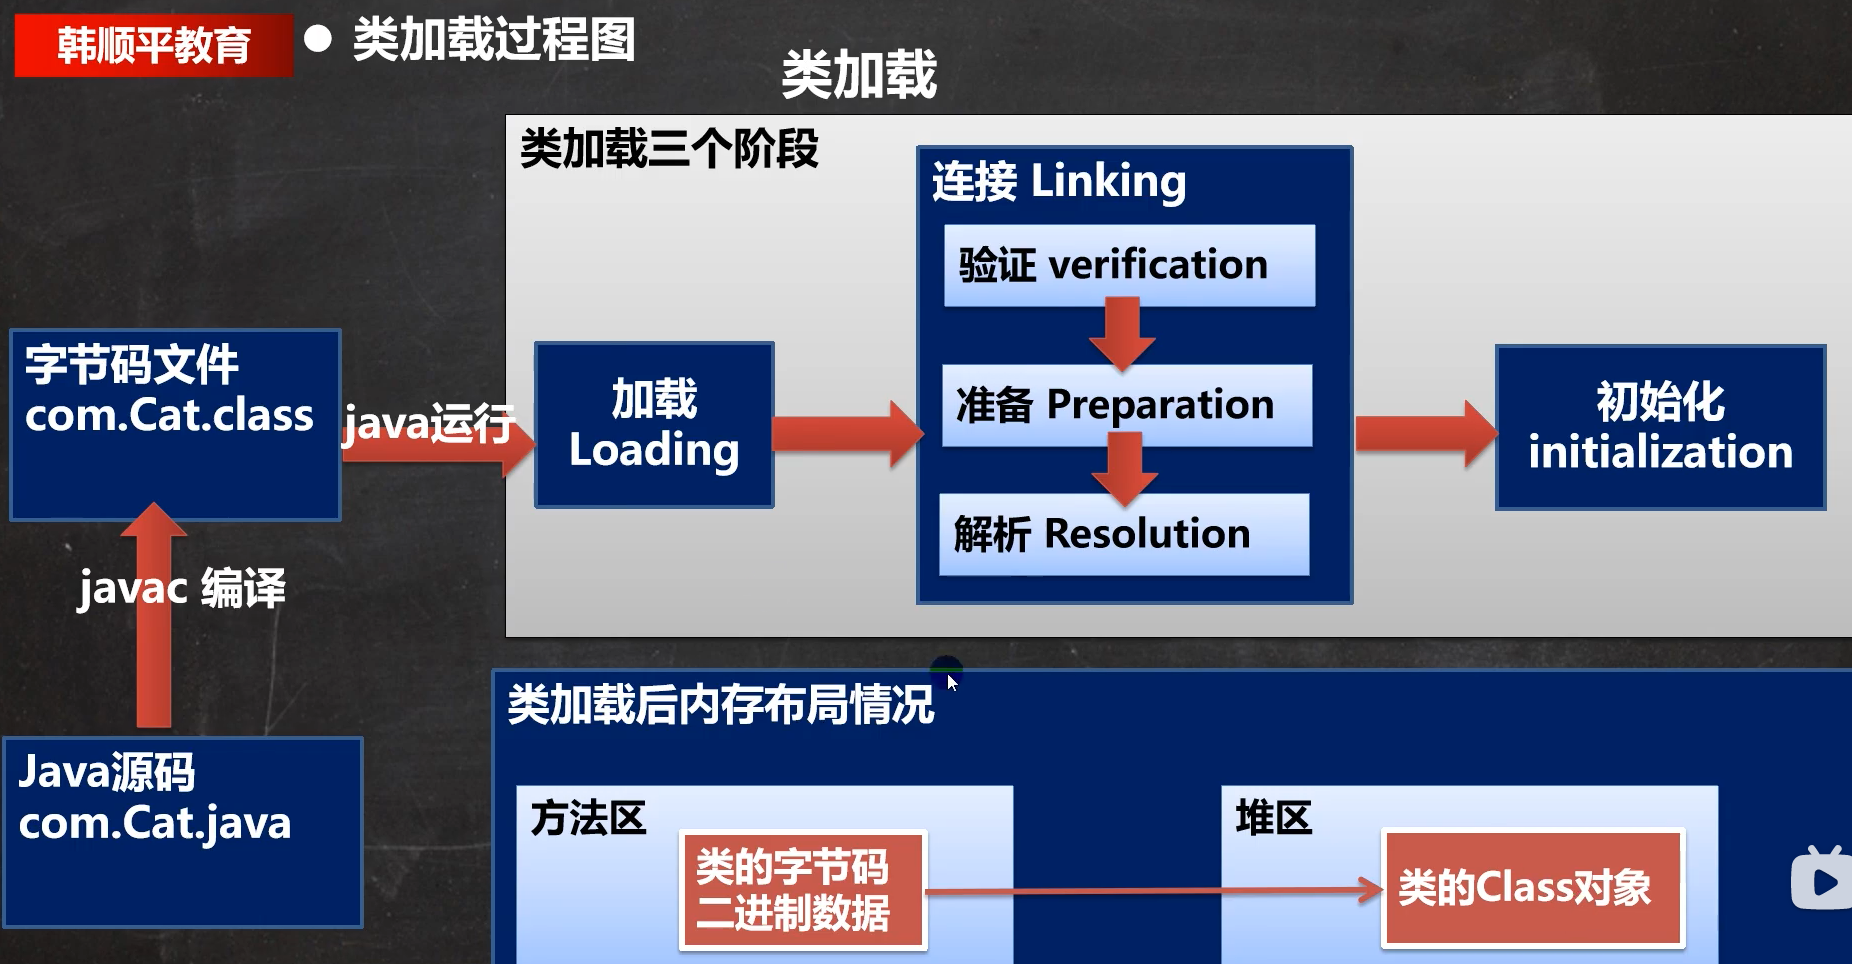 韩顺平教育
● 类加载过程图
类加载
类加载三个阶段
连接 Linking
验证 verification
准备 Preparation
解析 Resolution
字节码文件
com.Cat.class
java运行
加载
Loading
初始化
initialization
javac 编译
Java源码
com.Cat.java
类加载后内存布局情况
方法区
类的字节码
二进制数据
堆区
类的Class对象